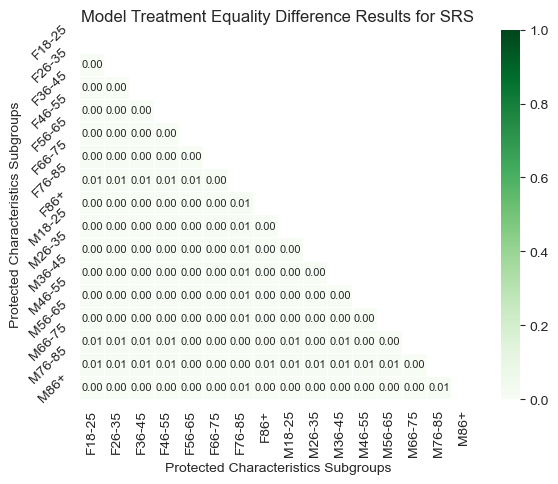 Model Treatment Equality Difference Results for SRS
Protected Characteristics Subgroups
F18-25
F26-35 0.00
F36-45 0.00 0.00
F46-55 0.00 0.00 0.00
F56-65 0.00 0.00 0.00 0.00
F66-75 0.00 0.00 0.00 0.00 0.00
F76-85 0.01 0.01 0.01 0.01 0.01 0.00
F86+ 0.00 0.00 0.00 0.00 0.00 0.00 0.01
M18-25 0.00 0.00 0.00 0.00 0.00 0.00 0.01 0.00
M26-35 0.00 0.00 0.00 0.00 0.00 0.00 0.01 0.00 0.00
M36-45 0.00 0.00 0.00 0.00 0.00 0.00 0.01 0.00 0.00 0.00
M46-55 0.00 0.00 0.00 0.00 0.00 0.00 0.01 0.00 0.00 0.00 0.00
M56-65 0.00 0.00 0.00 0.00 0.00 0.00 0.01 0.00 0.00 0.00 0.00 0.00
M66-75 0.01 0.01 0.00 0.00 0.00 0.00 0.00 0.00 0.01 0.00 0.01 0.00 0.00
M76-85 0.01 0.01 0.01 0.01 0.00 0.00 0.00 0.01 0.01 0.01 0.01 0.01 0.01 0.00
M86+ 0.00 0.00 0.00 0.00 0.00 0.00 0.01 0.00 0.00 0.00 0.00 0.00 0.00 0.00 0.01
F18-25 F26-35 F36-45 F46-55 F56-65 F66-75 F76-85 F86+ M18-25 M26-35 M36-45 M46-55 M56-65 M66-75 M76-85 M86+
Protected Characteristics Subgroups
1.0
0.8
0.6
0.4
0.2
0.0